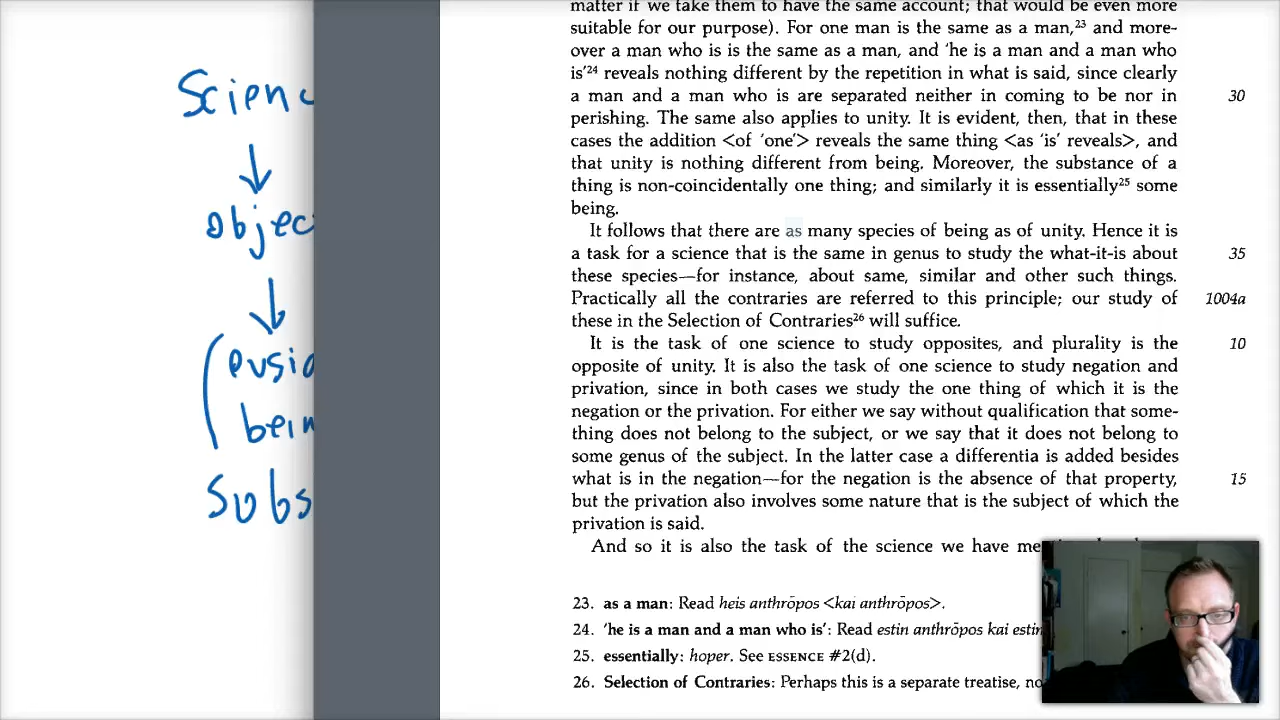 ↓
↓
matter if we take them to have the same account; that would be even more
suitable for our purpose). For one man is the same as a man,²³ and more-
over a man who is is the same as a man, and 'he is a man and a man who
is'²⁴ reveals nothing different by the repetition in what is said, since clearly
a man and a man who is are separated neither in coming to be nor in 30
perishing. The same also applies to unity. It is evident, then, that in these
cases the addition <of 'one'> reveals the same thing <as 'is' reveals>, and
that unity is nothing different from being. Moreover, the substance of a
thing is non-coincidentally one thing; and similarly it is essentially²⁵ some
being.
It follows that there are as many species of being as of unity. Hence it is
a task for a science that is the same in genus to study the what-it-is about 35
these species—for instance, about same, similar and other such things.
Practically all the contraries are referred to this principle; our study of 1004a
these in the Selection of Contraries²⁶ will suffice.
It is the task of one science to study opposites, and plurality is the 10
opposite of unity. It is also the task of one science to study negation and
privation, since in both cases we study the one thing of which it is the
negation or the privation. For either we say without qualification that some-
thing does not belong to the subject, or we say that it does not belong to
some genus of the subject. In the latter case a differentia is added besides
what is in the negation—for the negation is the absence of that property, 15
but the privation also involves some nature that is the subject of which the
privation is said.
And so it is also the task of the science we have
23. as a man: Read heis anthrōpos <kai anthrōpos>.
24. 'he is a man and a man who is': Read estin anthrōpos kai
25. essentially: hoper. See ESSENCE #2(d).
26. Selection of Contraries: Perhaps this is a separate treatise,